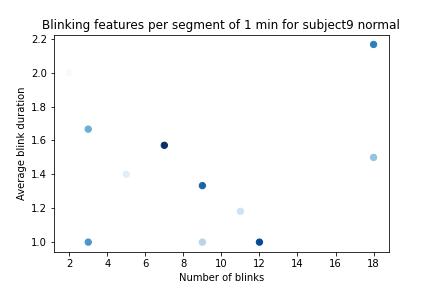 Blinking features per segment of 1 min for subject9 normal
2.2
2.0
1.8
1.6
1.4
1.2
1.0
Average blink duration
2 4 6 8 10 12 14 16 18
Number of blinks